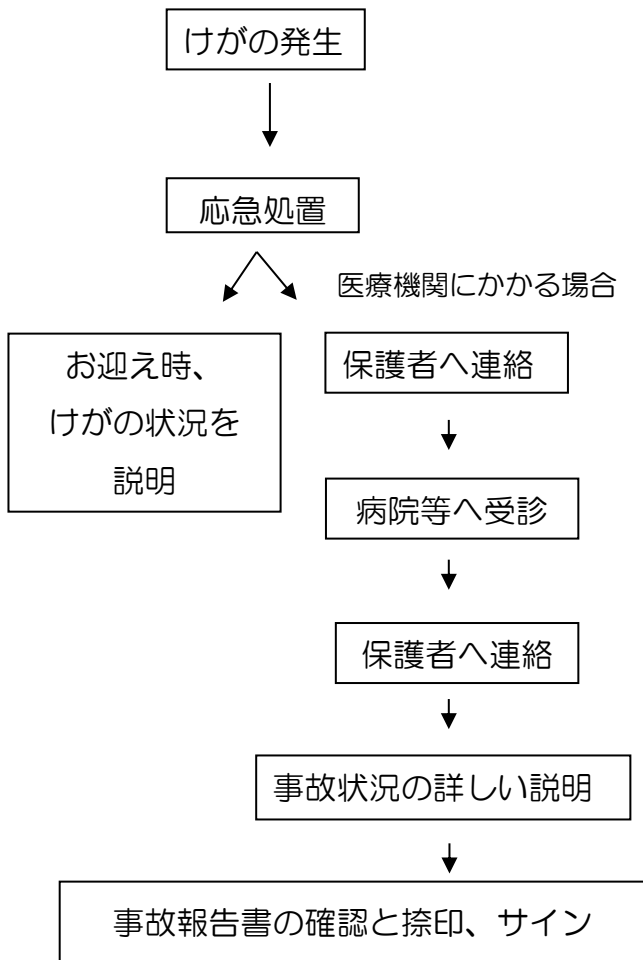 けがの発生
応急処置
医療機関にかかる場合
お迎え時、
けがの状況を
説明
保護者へ連絡
病院等へ受診
保護者へ連絡
事故状況の詳しい説明
事故報告書の確認と捺印、サイン